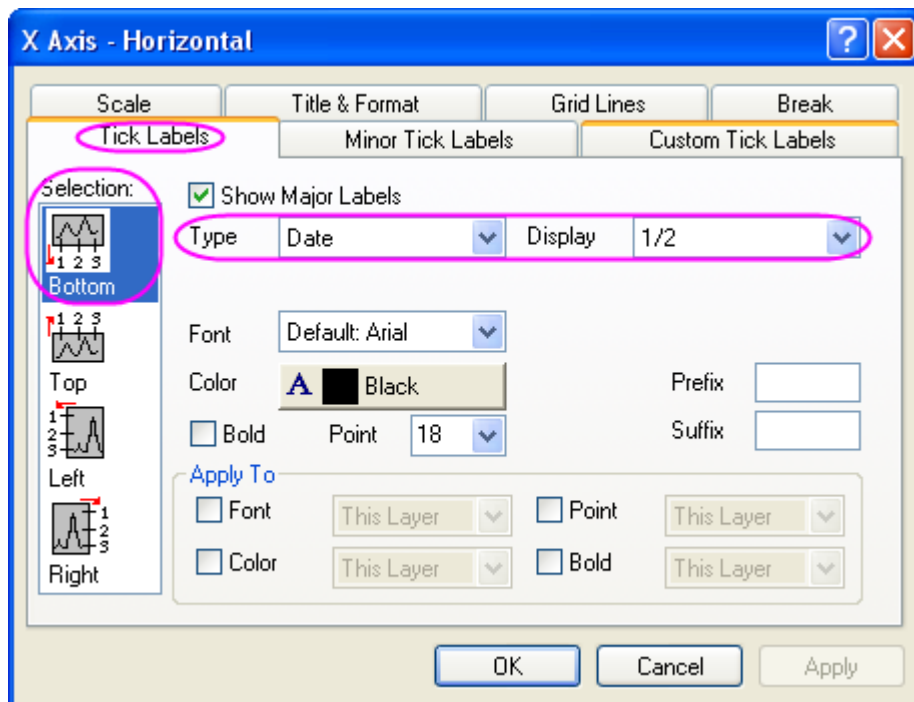 X Axis - Horizontal
Scale
Title & Format
Grid Lines
Break
Tick Labels
Minor Tick Labels
Custom Tick Labels
Selection:
1 2 3
Bottom
1 2 3
Top
1
2
3
Left
1
2
3
Right
Show Major Labels
Type Date Display 1/2
Font Default: Arial
Color A Black Prefix
Bold Point 18 Suffix
Apply To
Font This Layer Point This Layer
Color This Layer Bold This Layer
OK Cancel Apply